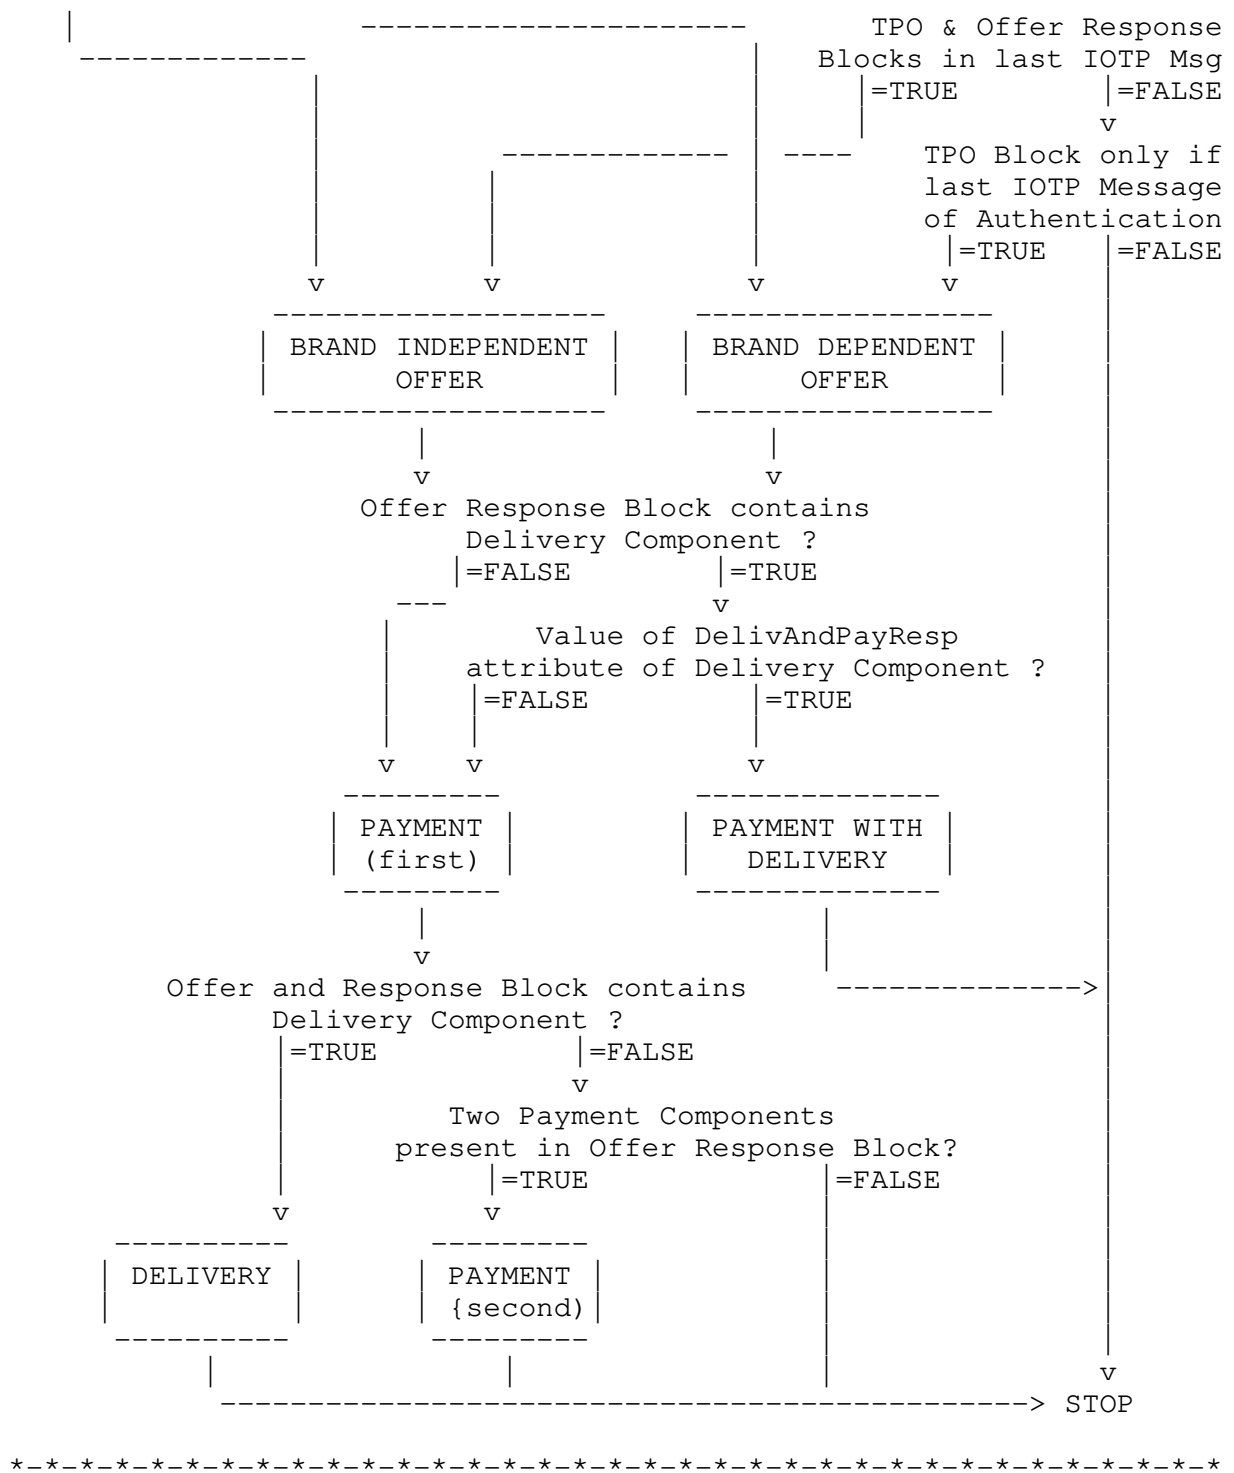 TPO & Offer Response
Blocks in last IOTP Msg
|=TRUE |=FALSE
v
TPO Block only if
last IOTP Message
of Authentication
|=TRUE |=FALSE
v v v v
BRAND INDEPENDENT BRAND DEPENDENT
OFFER OFFER
v v
Offer Response Block contains
Delivery Component ?
|=FALSE |=TRUE
v
Value of DelivAndPayResp
attribute of Delivery Component ?
|=FALSE |=TRUE
v v v
PAYMENT PAYMENT WITH
(first) DELIVERY
v
Offer and Response Block contains
Delivery Component ?
|=TRUE |=FALSE
v
Two Payment Components
present in Offer Response Block?
|=TRUE |=FALSE
v v
DELIVERY PAYMENT
{second)
v
STOP
*-*-*-*-*-*-*-*-*-*-*-*-*-*-*-*-*-*-*-*-*-*-*-*-*-*-*-*-*-*-*-*-*-*-*